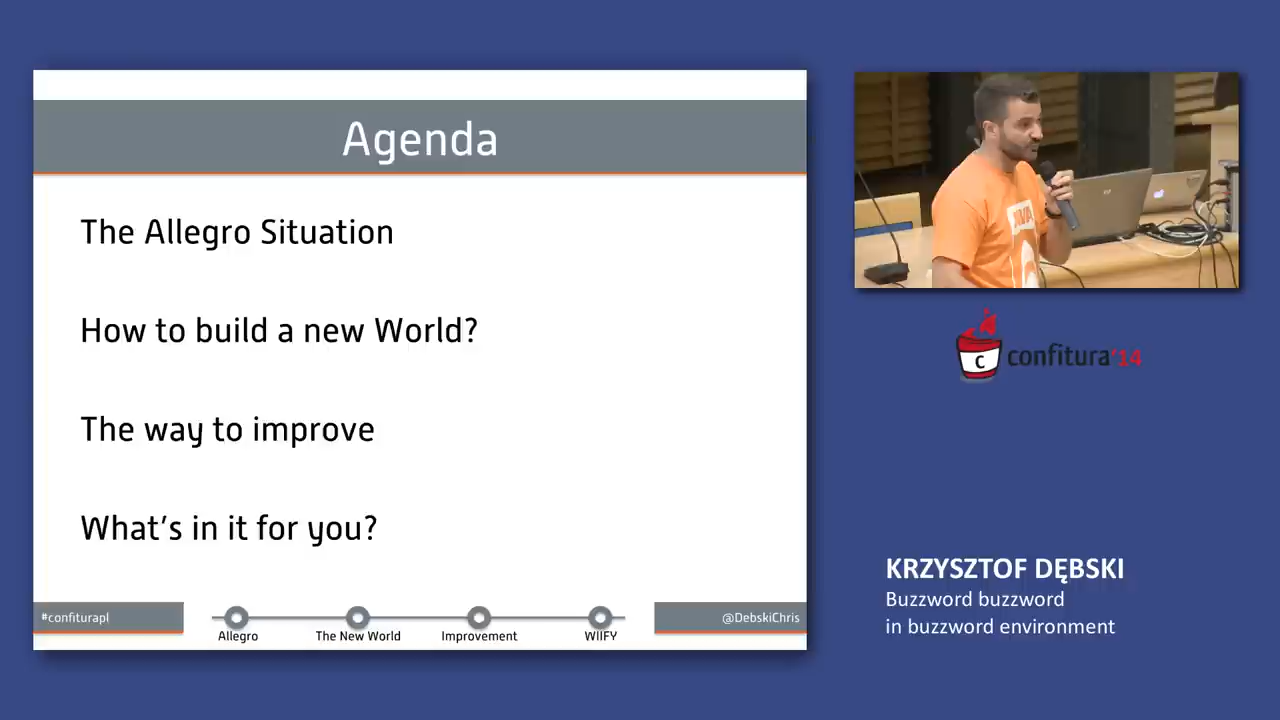 Agenda
The Allegro Situation
How to build a new World?
The way to improve
What's in it for you?
#confiturapl
Allegro
The New World
Improvement
WIIFY
@DebskiChris
C
confitura'14
KRZYSZTOF DĘBSKI
Buzzword buzzword
in buzzword environment